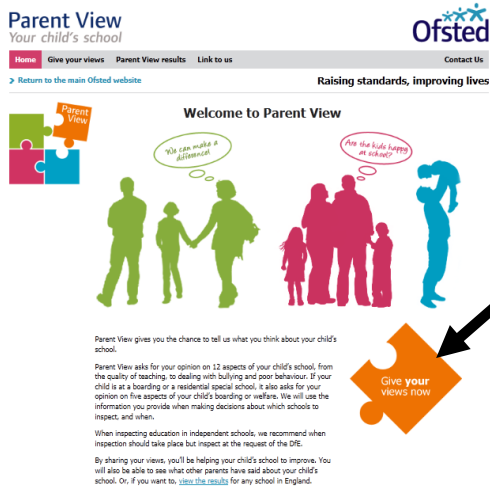 Parent View
Your child's school
Ofsted
Home Give your views Parent View results Link to us Contact Us
Return to the main Ofsted website
Raising standards, improving lives
Parent
View
Welcome to Parent View
We can make a
difference!
Are the kids happy
at school?
Parent View gives you the chance to tell us what you think about your child's
school.
Parent View asks for your opinion on 12 aspects of your child's school, from
the quality of teaching, to dealing with bullying and poor behaviour. If your
child is at a boarding or a residential special school, it also asks for your
opinion on five aspects of your child's boarding or welfare. We will use the
information you provide when making decisions about which schools to
inspect, and when.
When inspecting education in independent schools, we recommend when
inspection should take place but inspect at the request of the DfE.
By sharing your views, you'll be helping your child's school to improve. You
will also be able to see what other parents have said about your child's
school. Or, if you want to, view the results for any school in England.
Give your
views now